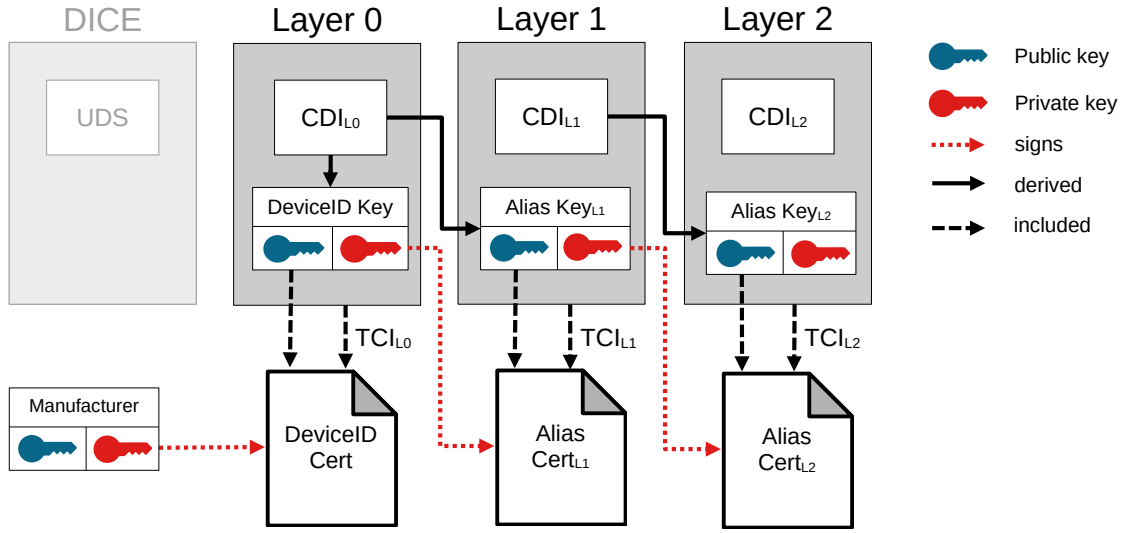 DICE
Layer 0
Layer 1
Layer 2
UDS
CDIL0
CDIL1
CDIL2
Public key
Private key
signs
derived
included
DeviceID Key
Alias KeyL1
Alias KeyL2
TCIL0
TCIL1
TCIL2
Manufacturer
DeviceID
Cert
Alias
CertL1
Alias
CertL2